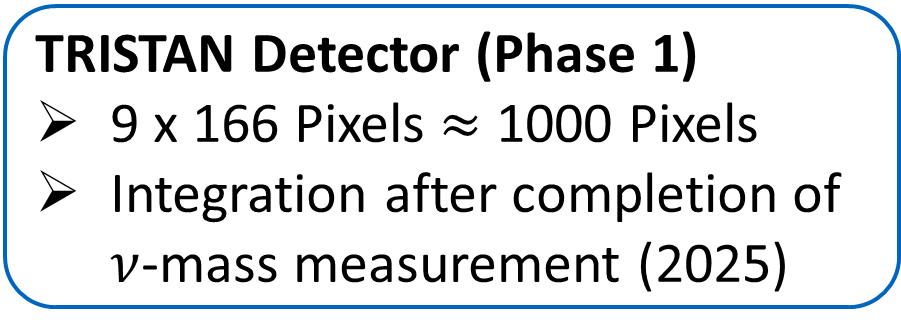 TRISTAN Detector (Phase 1)
➢ 9 x 166 Pixels ≈ 1000 Pixels
➢ Integration after completion of
𝜈-mass measurement (2025)